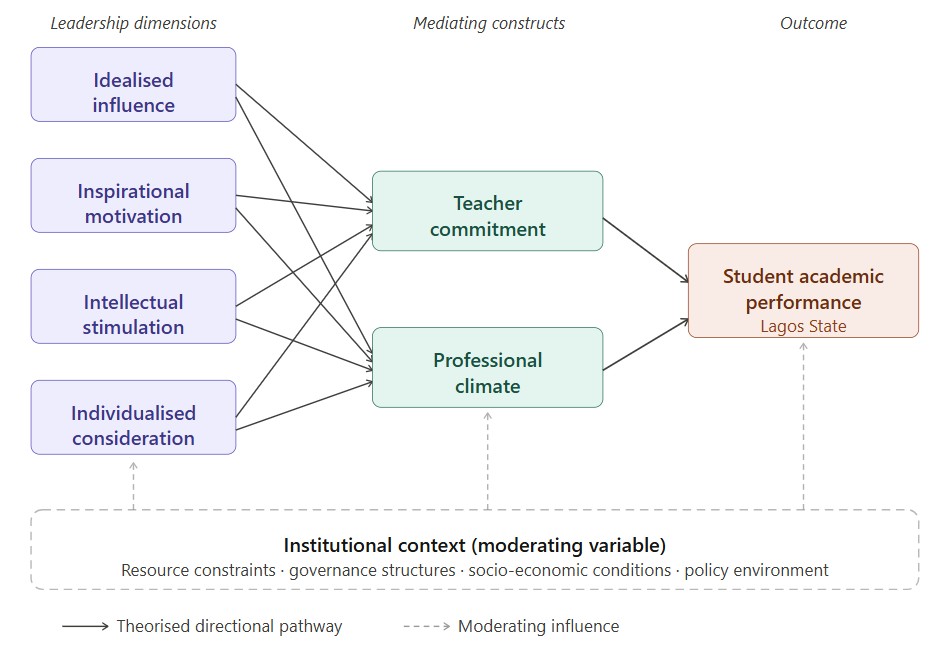 Leadership dimensions
Mediating constructs
Outcome
Idealised
influence
Inspirational
motivation
Intellectual
stimulation
Individualised
consideration
Teacher
commitment
Professional
climate
Student academic
performance
Lagos State
Institutional context (moderating variable)
Resource constraints · governance structures · socio-economic conditions · policy environment
Theorised directional pathway
Moderating influence